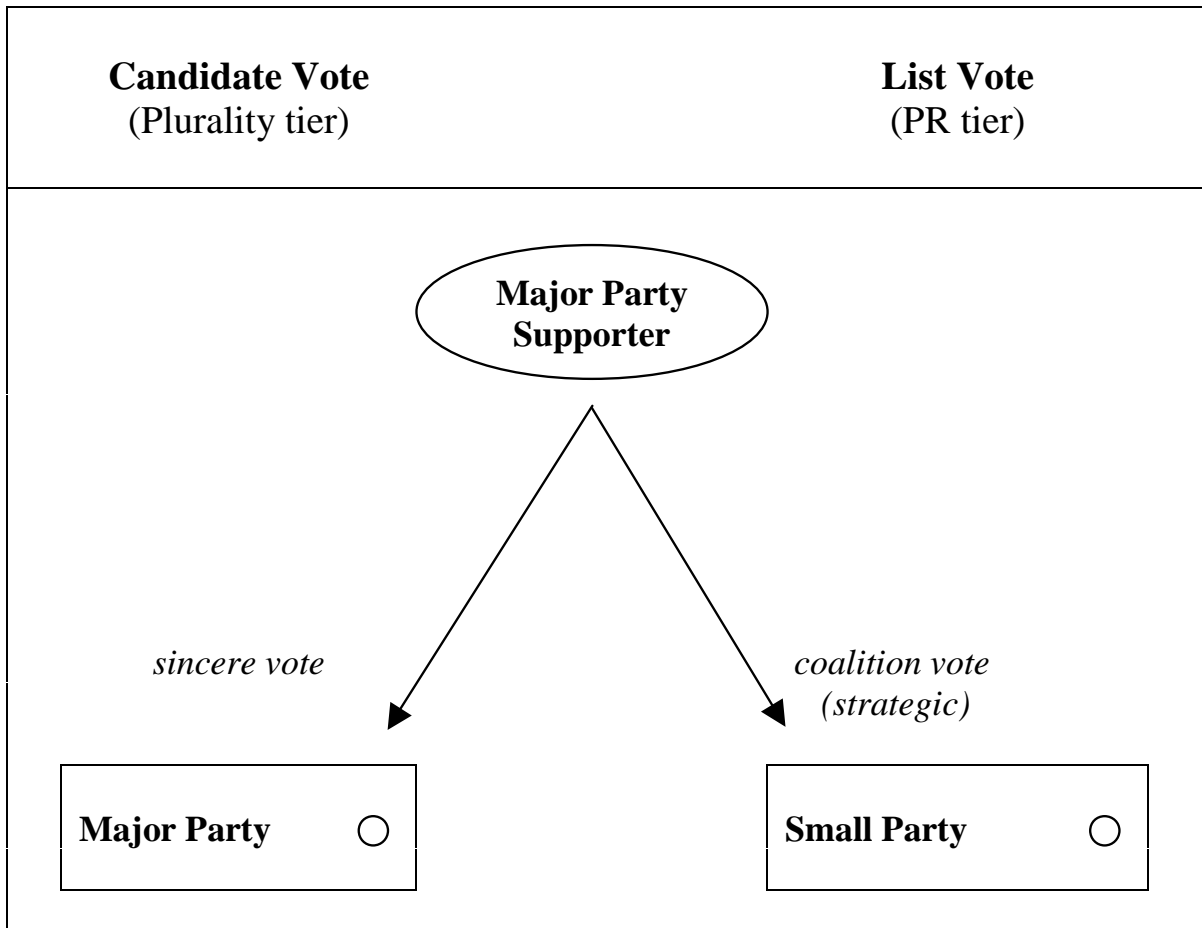 Candidate Vote
(Plurality tier)
List Vote
(PR tier)
Major Party
Supporter
sincere vote
coalition vote
(strategic)
Major Party
Small Party